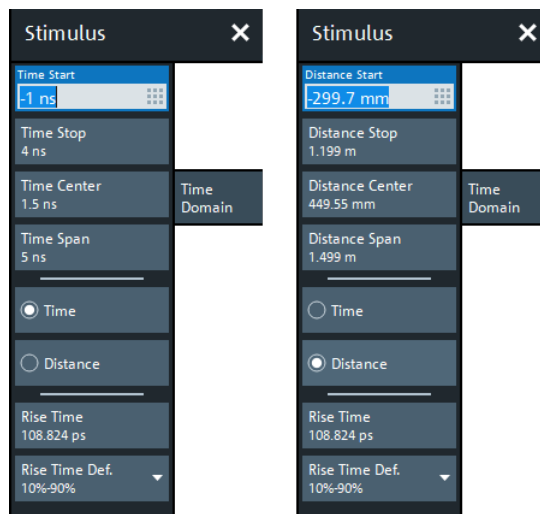 Stimulus
Time Start
-1 ns
Time Stop
4 ns
Time Center
1.5 ns
Time Span
5 ns
Time
Distance
Rise Time
108.824 ps
Rise Time Def.
10%-90%
Time
Domain
Stimulus
Distance Start
-299.7 mm
Distance Stop
1.199 m
Distance Center
449.55 mm
Distance Span
1.499 m
Time
Distance
Rise Time
108.824 ps
Rise Time Def.
10%-90%
Time
Domain